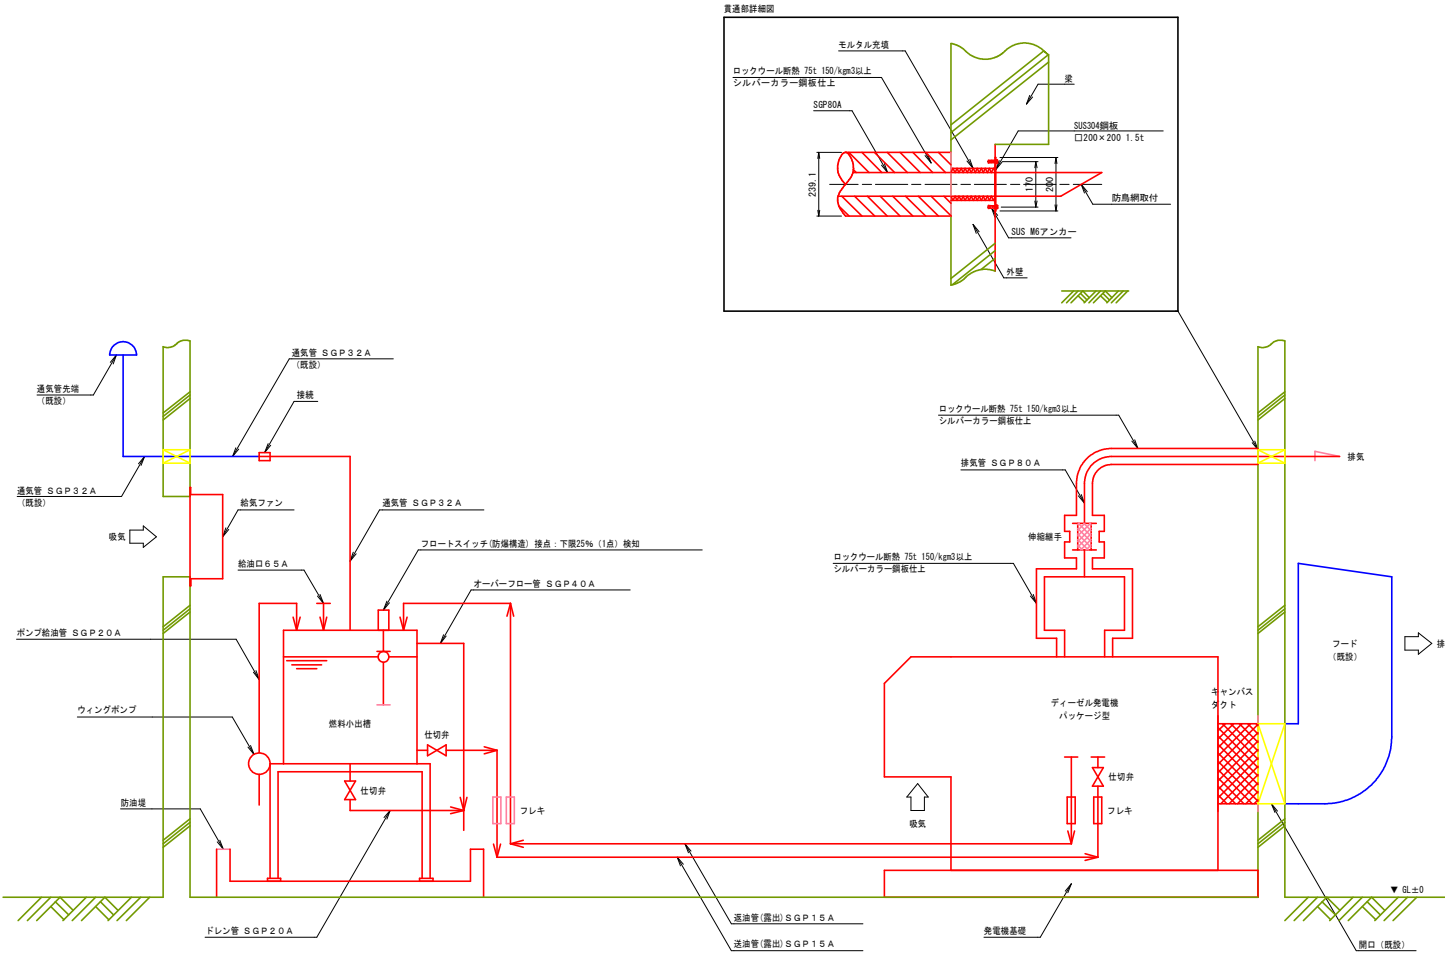 貫通部詳細図
モルタル充填
ロックウール断熱 75t 150/kgm3以上
シルバーカラー鋼板仕上
SGP80A
梁
SUS304鋼板
□200×200 1.5t
239.1
170
200
防鳥網取付
SUS M6アンカー
外壁
通気管 SGP32A
(既設)
通気管先端
(既設)
接続
ロックウール断熱 75t 150/kgm3以上
シルバーカラー鋼板仕上
排気管 SGP80A
排気
通気管 SGP32A
(既設)
給気ファン
通気管 SGP32A
吸気
伸縮継手
フロートスイッチ(防爆構造) 接点:下限25% (1点) 検知
給油口65A
ロックウール断熱 75t 150/kgm3以上
シルバーカラー鋼板仕上
オーバーフロー管 SGP40A
ポンプ給油管 SGP20A
フード
(既設)
排
キャンバス
タクト
ディーゼル発電機
パッケージ型
ウィングポンプ
燃料小出槽
仕切弁
仕切弁
仕切弁
防油堤
フレキ
フレキ
吸気
▼ GL±0
返油管(露出)SGP15A
ドレン管 SGP20A
発電機基礎
送油管(露出)SGP15A
開口 (既設)